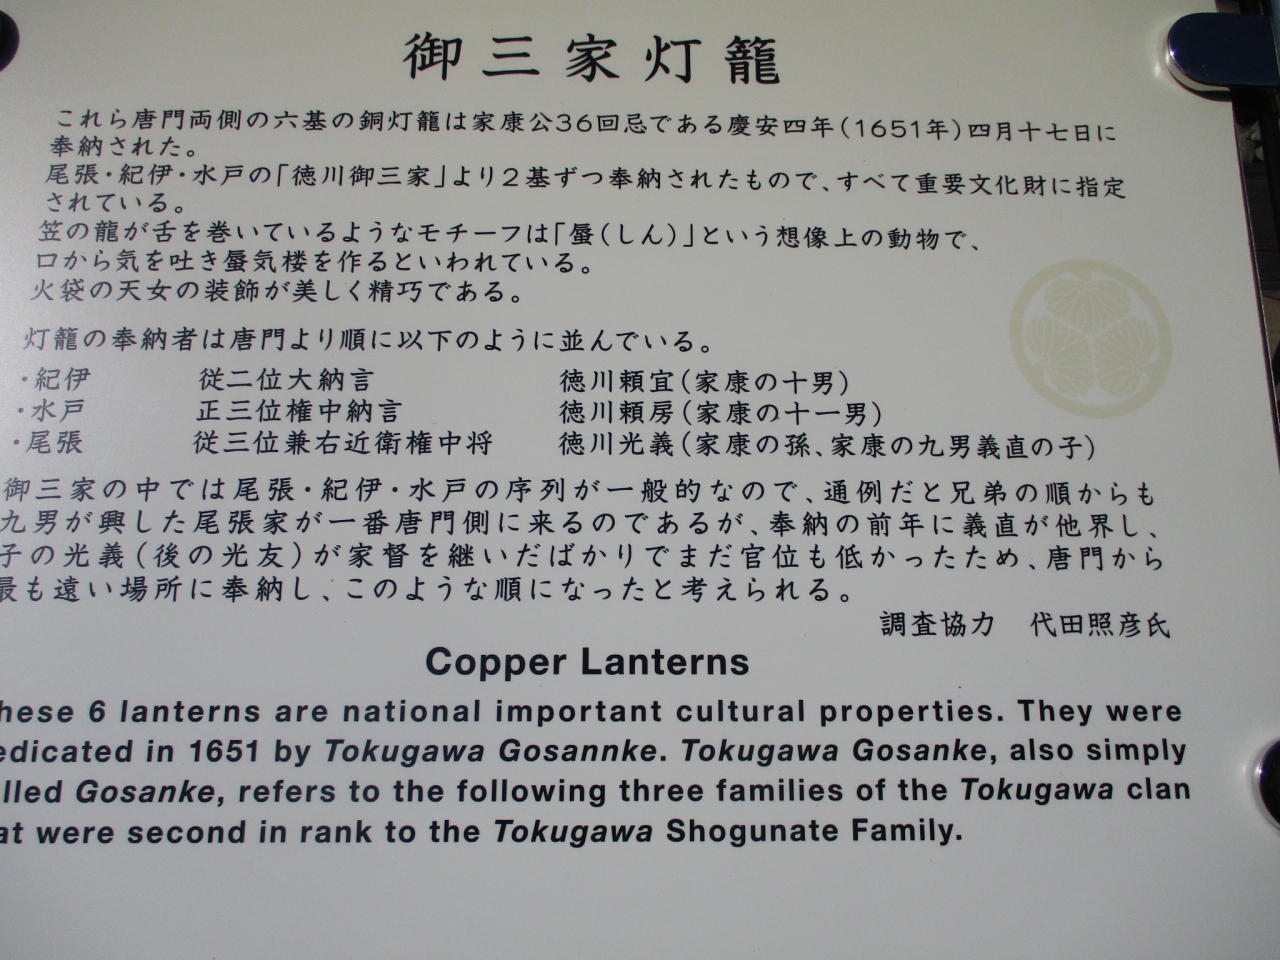 御三家灯籠
これら唐門両側の六基の銅灯籠は家康公36回忌である慶安四年(1651年)四月十七日に
奉納された。
尾張・紀伊・水戸の「徳川御三家」より2基ずつ奉納されたもので、すべて重要文化財に指定
されている。
笠の龍が舌を巻いているようなモチーフは「蜃(しん)」という想像上の動物で、
口から気を吐き蜃気楼を作るといわれている。
火袋の天女の装飾が美しく精巧である。
灯籠の奉納者は唐門より順に以下のように並んでいる。
・紀伊 従二位大納言 徳川頼宣(家康の十男)
・水戸 正三位権中納言 徳川頼房(家康の十一男)
・尾張 従三位兼右近衛権中将 徳川光義(家康の孫、家康の九男義直の子)
御三家の中では尾張・紀伊・水戸の序列が一般的なので、通例だと兄弟の順からも
九男が興した尾張家が一番唐門側に来るのであるが、奉納の前年に義直が他界し、
子の光義(後の光友)が家督を継いだばかりでまだ官位も低かったため、唐門から
最も遠い場所に奉納し、このような順になったと考えられる。
調査協力 代田照彦氏
Copper Lanterns
hese 6 lanterns are national important cultural properties. They were
edicated in 1651 by Tokugawa Gosannke. Tokugawa Gosanke, also simply
lled Gosanke, refers to the following three families of the Tokugawa clan
at were second in rank to the Tokugawa Shogunate Family.